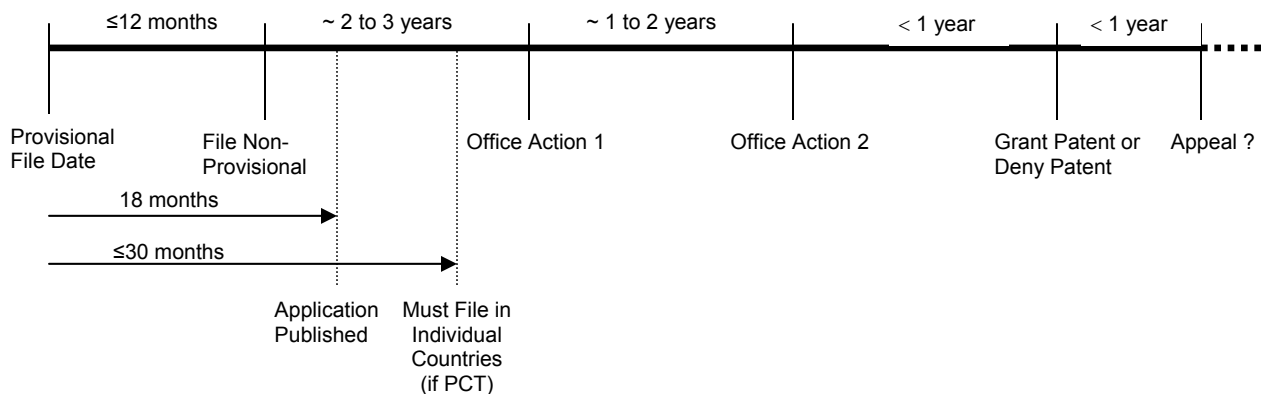 ≤12 months
~ 2 to 3 years
~ 1 to 2 years
< 1 year
< 1 year
Provisional
File Date
File Non-
Provisional
Office Action 1
Office Action 2
Grant Patent or
Deny Patent
Appeal ?
18 months
≤30 months
Application
Published
Must File in
Individual
Countries
(if PCT)